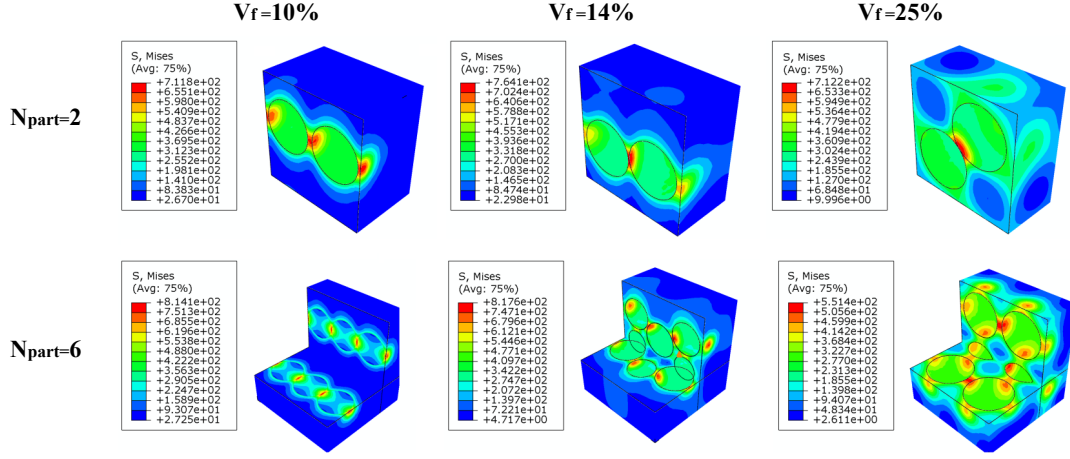 V_f=10%
V_f=14%
V_f=25%
N_part=2
S, Mises
(Avg: 75%)
+7.118e+02
+6.551e+02
+5.980e+02
+5.409e+02
+4.837e+02
+4.266e+02
+3.695e+02
+3.123e+02
+2.552e+02
+1.981e+02
+1.410e+02
+8.383e+01
+2.670e+01
S, Mises
(Avg: 75%)
+7.641e+02
+7.024e+02
+6.406e+02
+5.788e+02
+5.171e+02
+4.553e+02
+3.936e+02
+3.318e+02
+2.700e+02
+2.083e+02
+1.465e+02
+8.474e+01
+2.298e+01
S, Mises
(Avg: 75%)
+7.122e+02
+6.533e+02
+5.949e+02
+5.364e+02
+4.779e+02
+4.194e+02
+3.609e+02
+3.024e+02
+2.439e+02
+1.855e+02
+1.270e+02
+6.848e+01
+9.996e+00
N_part=6
S, Mises
(Avg: 75%)
+8.141e+02
+7.513e+02
+6.855e+02
+6.196e+02
+5.538e+02
+4.880e+02
+4.222e+02
+3.563e+02
+2.905e+02
+2.247e+02
+1.589e+02
+9.307e+01
+2.725e+01
S, Mises
(Avg: 75%)
+8.176e+02
+7.471e+02
+6.796e+02
+6.121e+02
+5.446e+02
+4.771e+02
+4.097e+02
+3.422e+02
+2.747e+02
+2.072e+02
+1.397e+02
+7.221e+01
+4.717e+00
S, Mises
(Avg: 75%)
+5.514e+02
+5.056e+02
+4.599e+02
+4.142e+02
+3.684e+02
+3.227e+02
+2.770e+02
+2.313e+02
+1.855e+02
+1.398e+02
+9.407e+01
+4.834e+01
+2.611e+00